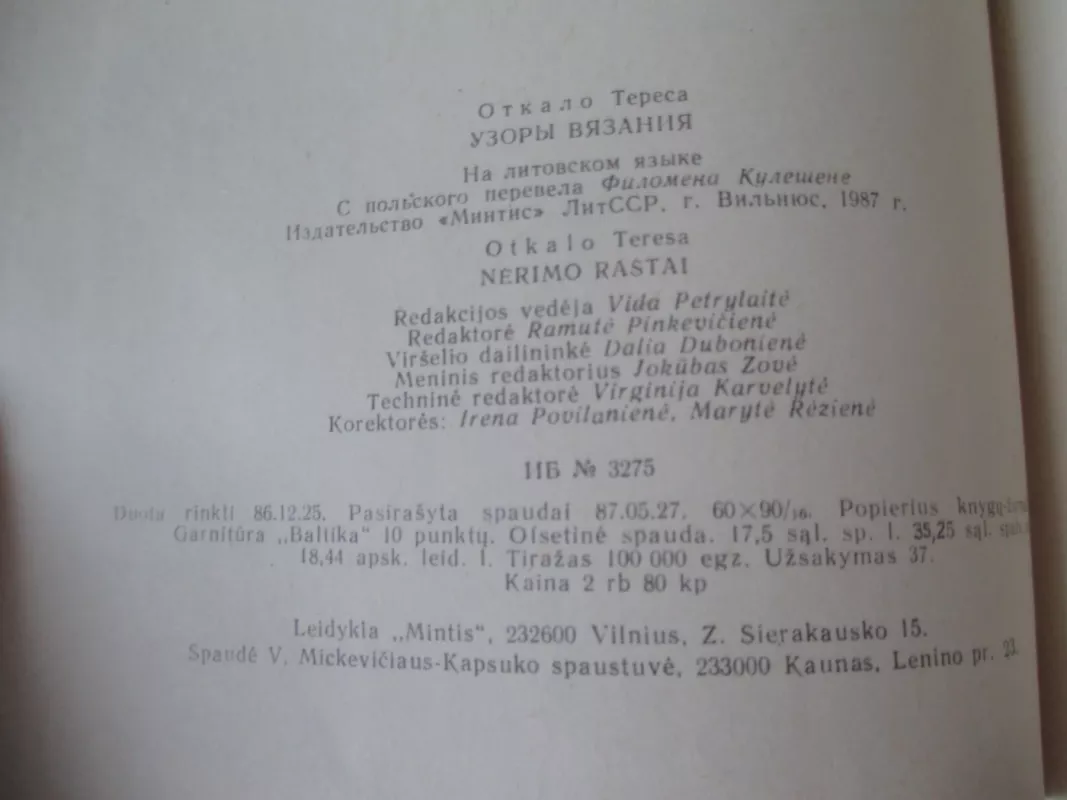 Откало Тереса
УЗОРЫ ВЯЗАНИЯ
На литовском языке
С польского перевела Филомена Кулешене
Издательство «Минтис» ЛитССР, г. Вильнюс, 1987 г.
Otkalo Teresa
NĖRIMO RAŠTAI
Redakcijos vedėja Vida Petrylaitė
Redaktorė Ramutė Pinkevičienė
Viršelio dailininkė Dalia Dubonienė
Meninis redaktorius Jokūbas Zovė
Techninė redaktorė Virginija Karvelytė
Korektorės: Irena Povilanienė, Marytė Rėzienė
ИБ № 3275
Duota rinkti 86.12.25. Pasirašyta spaudai 87.05.27. 60×90/16. Popierius
Garnitūra „Baltika“ 10 punktų. Ofsetinė spauda. 17,5 sąl. sp. l. 35,25 sąl.
18,44 apsk. leid. l. Tiražas 100 000 egz. Užsakymas 37.
Kaina 2 rb 80 kp
Leidykla „Mintis“, 232600 Vilnius, Z. Sierakausko 15.
Spaudė V. Mickevičiaus-Kapsuko spaustuvė, 233000 Kaunas, Lenino pr. 23.